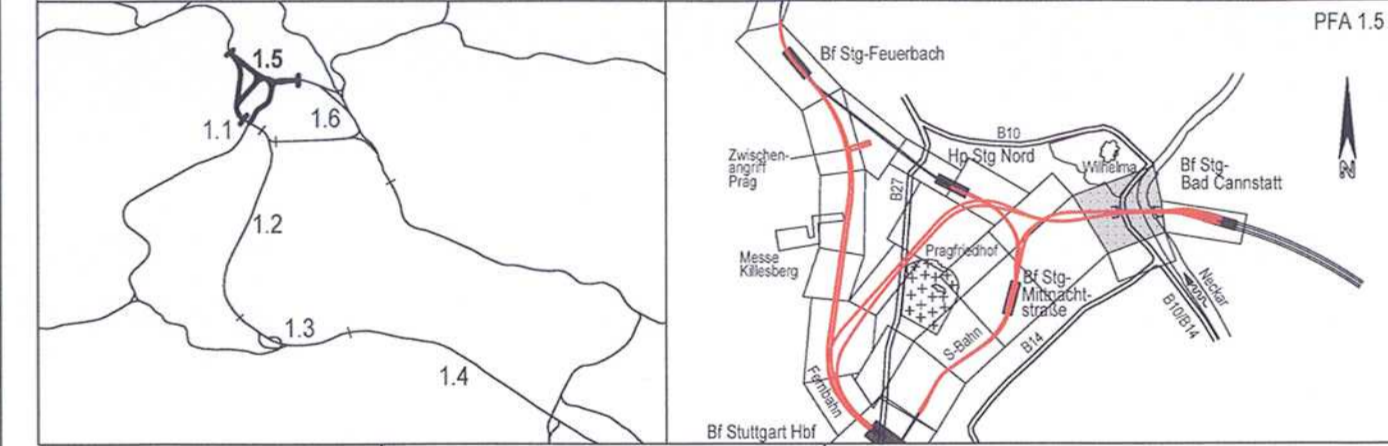 1.5
1.1
1.6
1.2
1.3
1.4
PFA 1.5
Bf Stg-Feuerbach
B10
Zwischen-
angriff
Prag
Hp Stg Nord
Wilhelma
Bf Stg-
Bad Cannstatt
N
B27
Messe
Killesberg
Pragfriedhof
Bf Stg-
Mittnacht-
straße
Neckar
B10/B14
S-Bahn
B14
Fernbahn
Bf Stuttgart Hbf